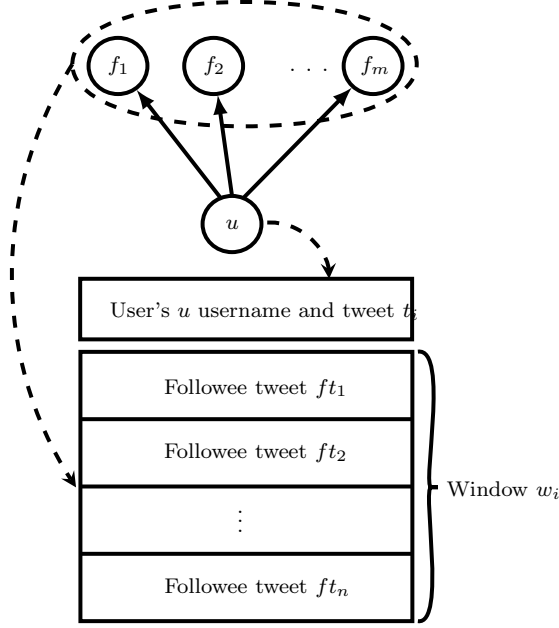 f1 f2 . . . fm
u
User's u username and tweet ti
Followee tweet ft1
Followee tweet ft2
⋮
Followee tweet ftn
Window wi